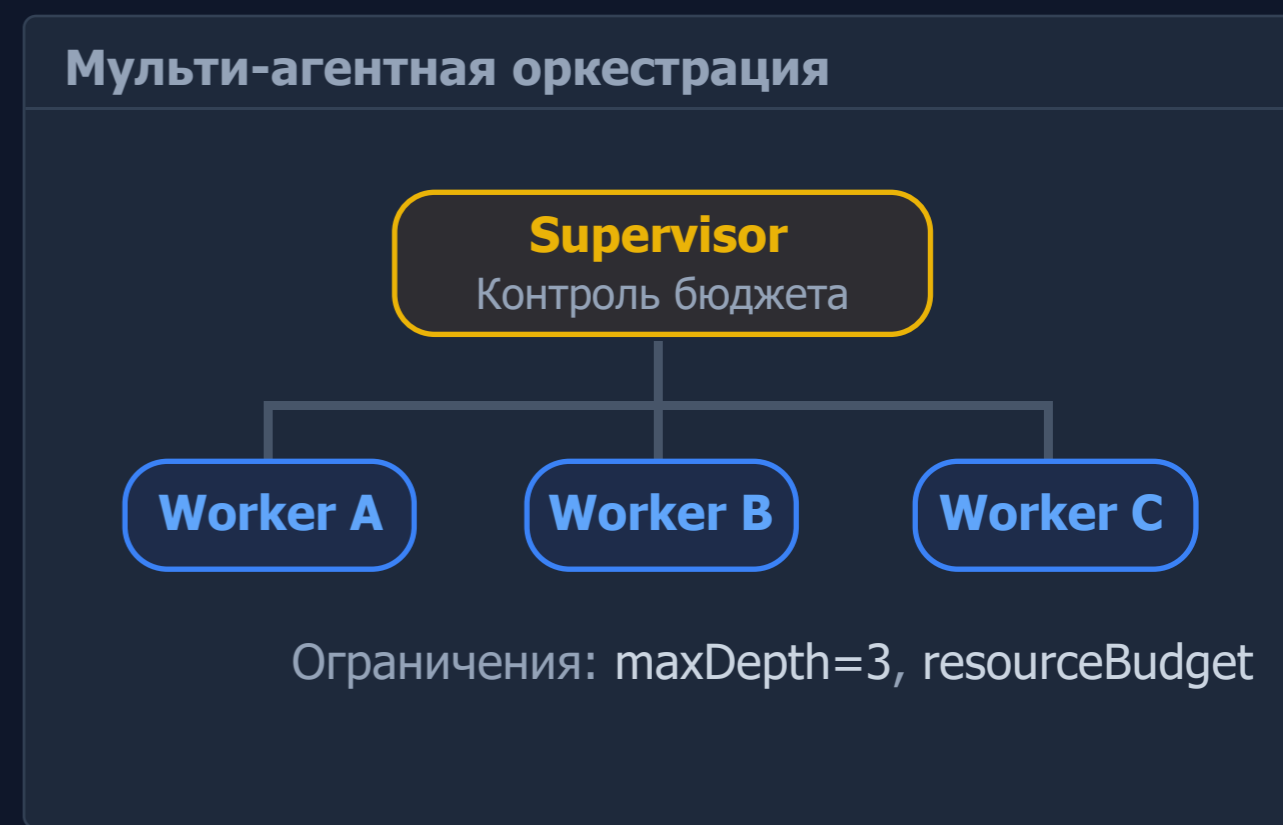 Мульти-агентная оркестрация
Supervisor
Контроль бюджета
Worker A
Worker B
Worker C
Ограничения: maxDepth=3, resourceBudget